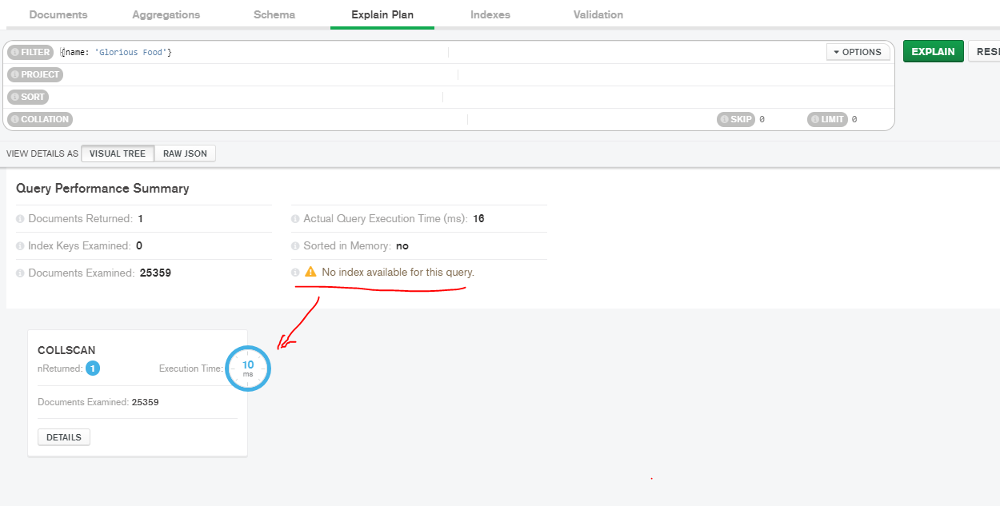 Documents Aggregations Schema Explain Plan Indexes Validation
FILTER {name: 'Glorious Food'} OPTIONS EXPLAIN RES
PROJECT
SORT
COLLATION SKIP 0 LIMIT 0
VIEW DETAILS AS VISUAL TREE RAW JSON
Query Performance Summary
Documents Returned: 1 Actual Query Execution Time (ms): 16
Index Keys Examined: 0 Sorted in Memory: no
Documents Examined: 25359 No index available for this query.
COLLSCAN
nReturned: 1 Execution Time: 10 ms
Documents Examined: 25359
DETAILS